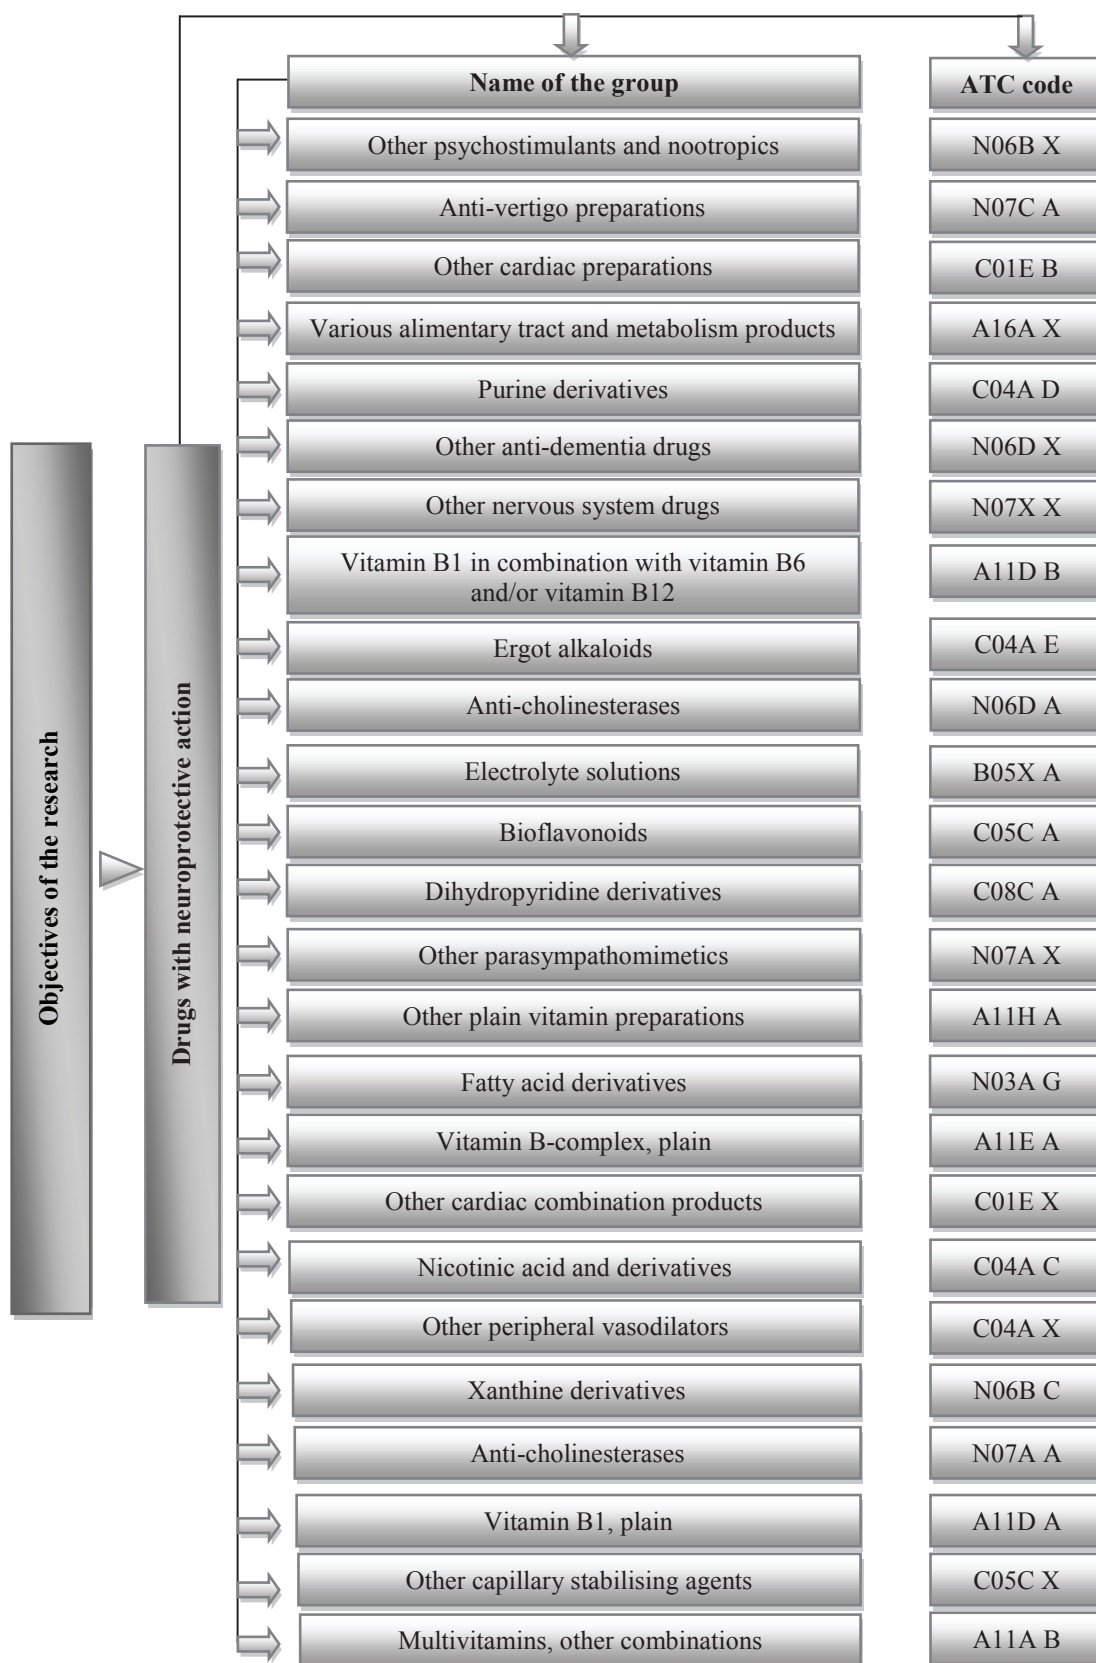 Name of the group
ATC code
Other psychostimulants and nootropics
N06B X
Anti-vertigo preparations
N07C A
Other cardiac preparations
C01E B
Various alimentary tract and metabolism products
A16A X
Purine derivatives
C04A D
Other anti-dementia drugs
N06D X
Other nervous system drugs
N07X X
Vitamin B1 in combination with vitamin B6
and/or vitamin B12
A11D B
Ergot alkaloids
C04A E
Anti-cholinesterases
N06D A
Electrolyte solutions
B05X A
Bioflavonoids
C05C A
Dihydropyridine derivatives
C08C A
Other parasympathomimetics
N07A X
Other plain vitamin preparations
A11H A
Fatty acid derivatives
N03A G
Vitamin B-complex, plain
A11E A
Other cardiac combination products
C01E X
Nicotinic acid and derivatives
C04A C
Other peripheral vasodilators
C04A X
Xanthine derivatives
N06B C
Anti-cholinesterases
N07A A
Vitamin B1, plain
A11D A
Other capillary stabilising agents
C05C X
Multivitamins, other combinations
A11A B
Objectives of the research
Drugs with neuroprotective action